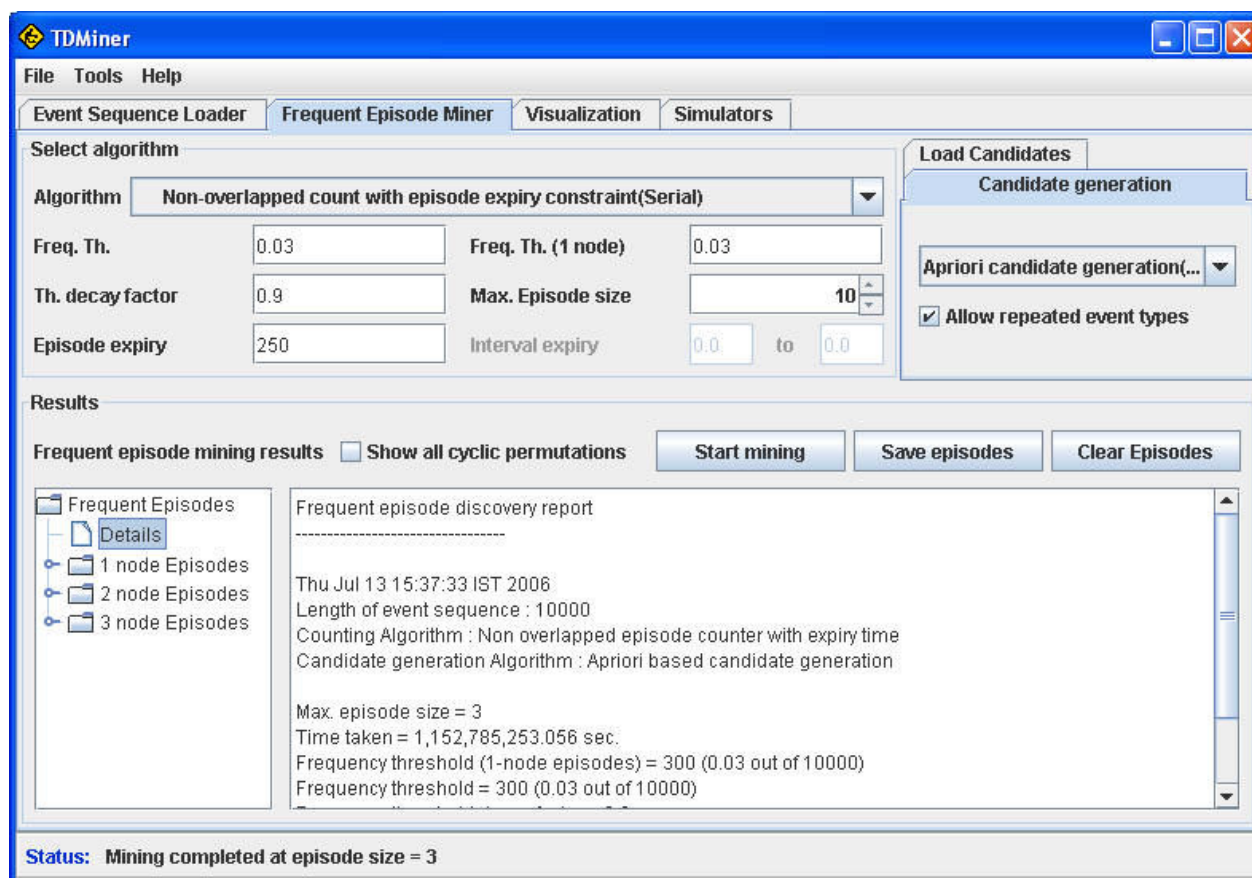 TDMiner
File Tools Help
Event Sequence Loader Frequent Episode Miner Visualization Simulators
Select algorithm
Algorithm Non-overlapped count with episode expiry constraint(Serial)
Freq. Th. 0.03 Freq. Th. (1 node) 0.03
Th. decay factor 0.9 Max. Episode size 10
Episode expiry 250 Interval expiry 0.0 to 0.0
Load Candidates
Candidate generation
Apriori candidate generation(...
Allow repeated event types
Results
Frequent episode mining results Show all cyclic permutations Start mining Save episodes Clear Episodes
Frequent Episodes
Details
1 node Episodes
2 node Episodes
3 node Episodes
Frequent episode discovery report
---------------------------------
Thu Jul 13 15:37:33 IST 2006
Length of event sequence : 10000
Counting Algorithm : Non overlapped episode counter with expiry time
Candidate generation Algorithm : Apriori based candidate generation
Max. episode size = 3
Time taken = 1,152,785,253.056 sec.
Frequency threshold (1-node episodes) = 300 (0.03 out of 10000)
Frequency threshold = 300 (0.03 out of 10000)
Status: Mining completed at episode size = 3